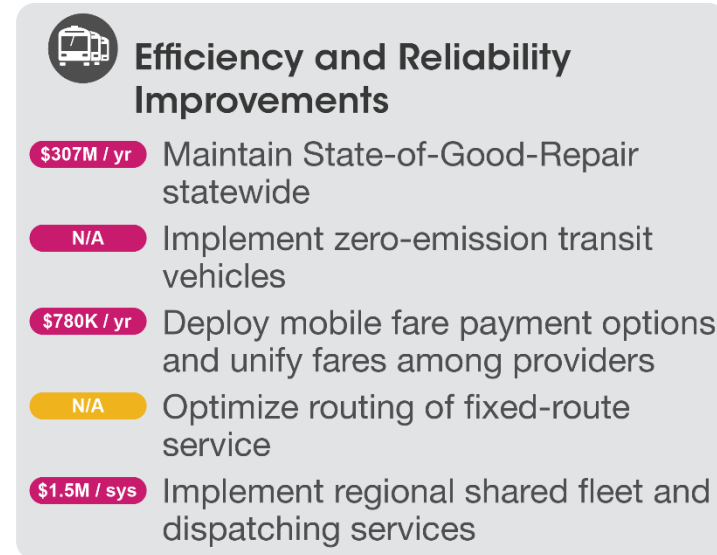 Efficiency and Reliability
Improvements
$307M / yr Maintain State-of-Good-Repair
statewide
N/A Implement zero-emission transit
vehicles
$780K / yr Deploy mobile fare payment options
and unify fares among providers
N/A Optimize routing of fixed-route
service
$1.5M / sys Implement regional shared fleet and
dispatching services